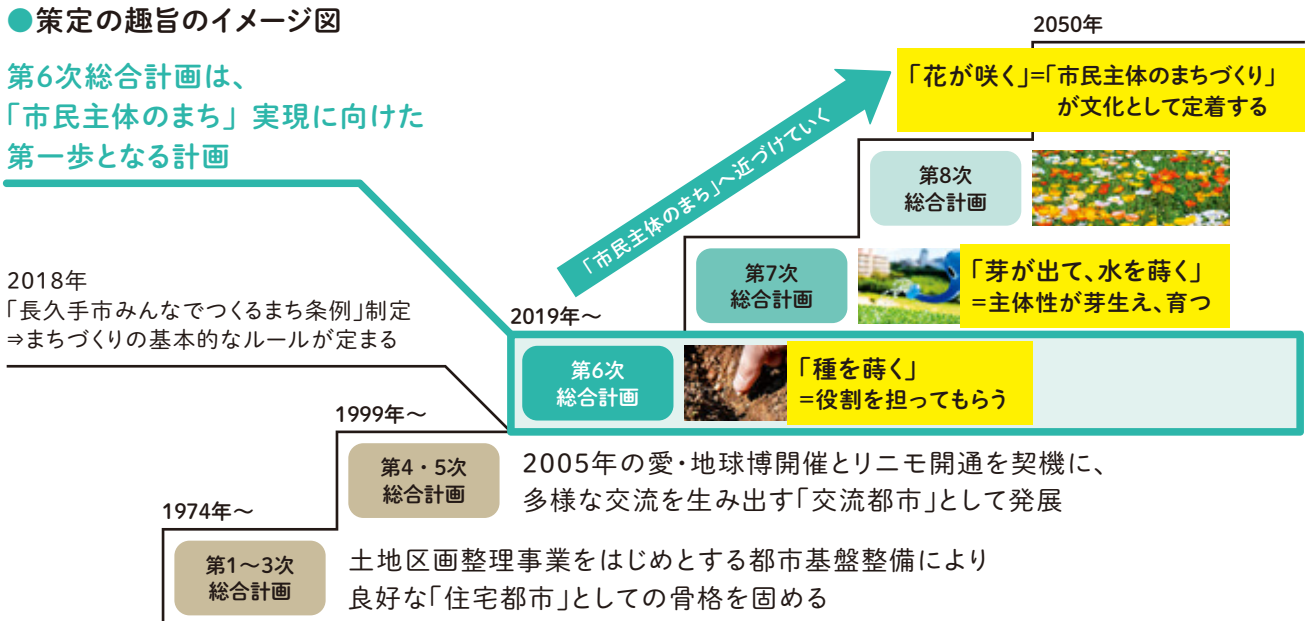 ●策定の趣旨のイメージ図
第6次総合計画は、
「市民主体のまち」実現に向けた
第一歩となる計画
2050年
「花が咲く」=「市民主体のまちづくり」
が文化として定着する
「市民主体のまち」へ近づけていく
第8次
総合計画
第7次
総合計画
「芽が出て、水を蒔く」
=主体性が芽生え、育つ
2018年
「長久手市みんなでつくるまち条例」制定
⇒まちづくりの基本的なルールが定まる
2019年～
第6次
総合計画
「種を蒔く」
=役割を担ってもらう
1999年～
第4・5次
総合計画
2005年の愛・地球博開催とリニモ開通を契機に、
多様な交流を生み出す「交流都市」として発展
1974年～
第1～3次
総合計画
土地区画整理事業をはじめとする都市基盤整備により
良好な「住宅都市」としての骨格を固める